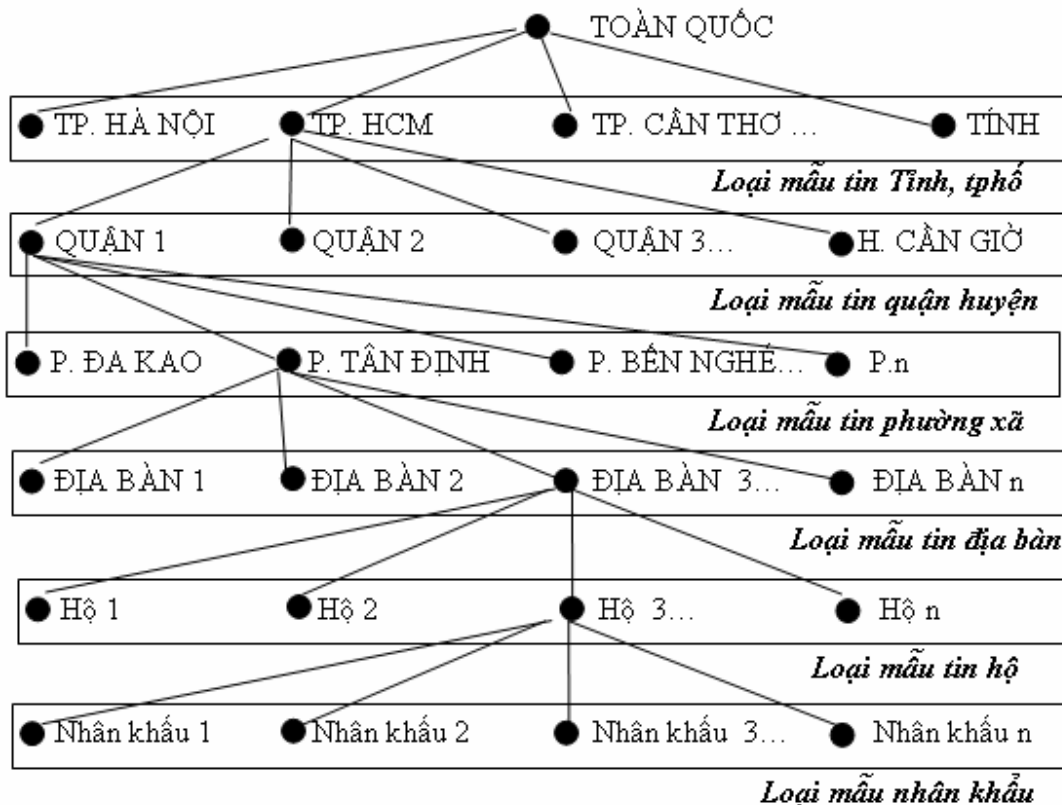 TOÀN QUỐC
TP. HÀ NỘI TP. HCM TP. CẦN THƠ ... TỈNH
Loại mẫu tin Tỉnh, tphố
QUẬN 1 QUẬN 2 QUẬN 3... H. CẦN GIỜ
Loại mẫu tin quận huyện
P. ĐA KAO P. TÂN ĐỊNH P. BẾN NGHÉ... P.n
Loại mẫu tin phường xã
ĐỊA BÀN 1 ĐỊA BÀN 2 ĐỊA BÀN 3... ĐỊA BÀN n
Loại mẫu tin địa bàn
Hộ 1 Hộ 2 Hộ 3... Hộ n
Loại mẫu tin hộ
Nhân khẩu 1 Nhân khẩu 2 Nhân khẩu 3... Nhân khẩu n
Loại mẫu nhân khẩu